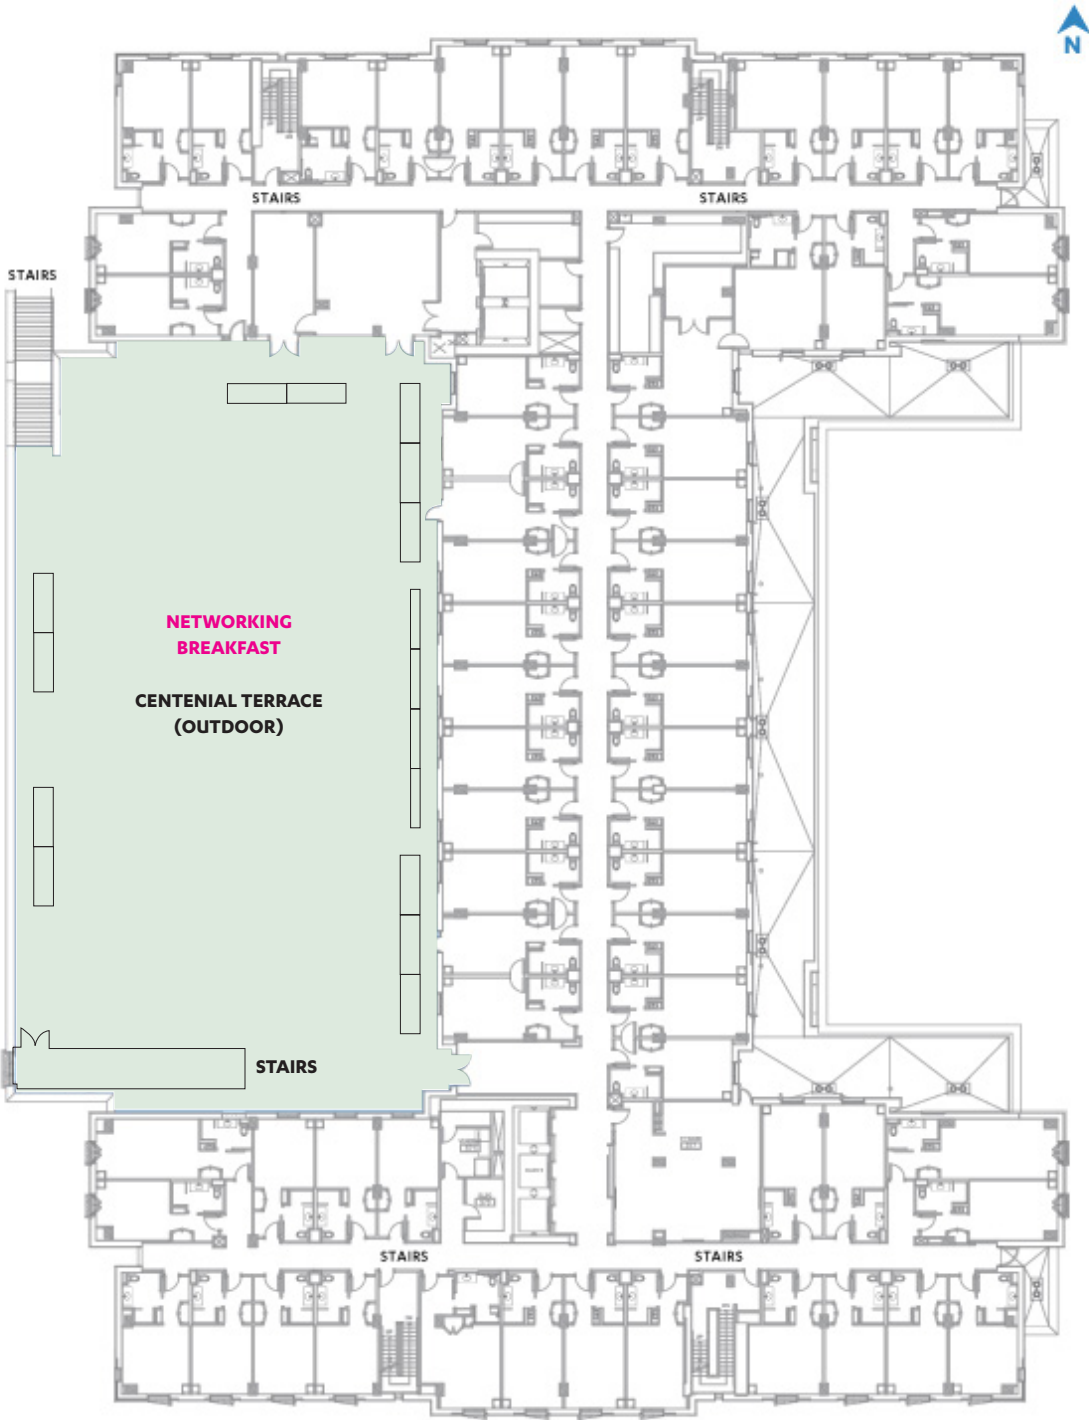 N
STAIRS
STAIRS
STAIRS
NETWORKING
BREAKFAST
CENTENIAL TERRACE
(OUTDOOR)
STAIRS
STAIRS
STAIRS